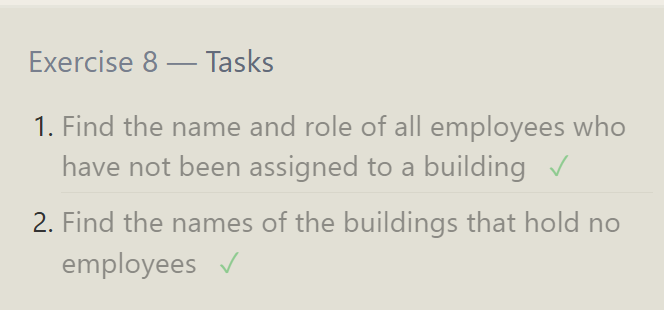 Exercise 8 — Tasks
1. Find the name and role of all employees who
have not been assigned to a building ✓
2. Find the names of the buildings that hold no
employees ✓